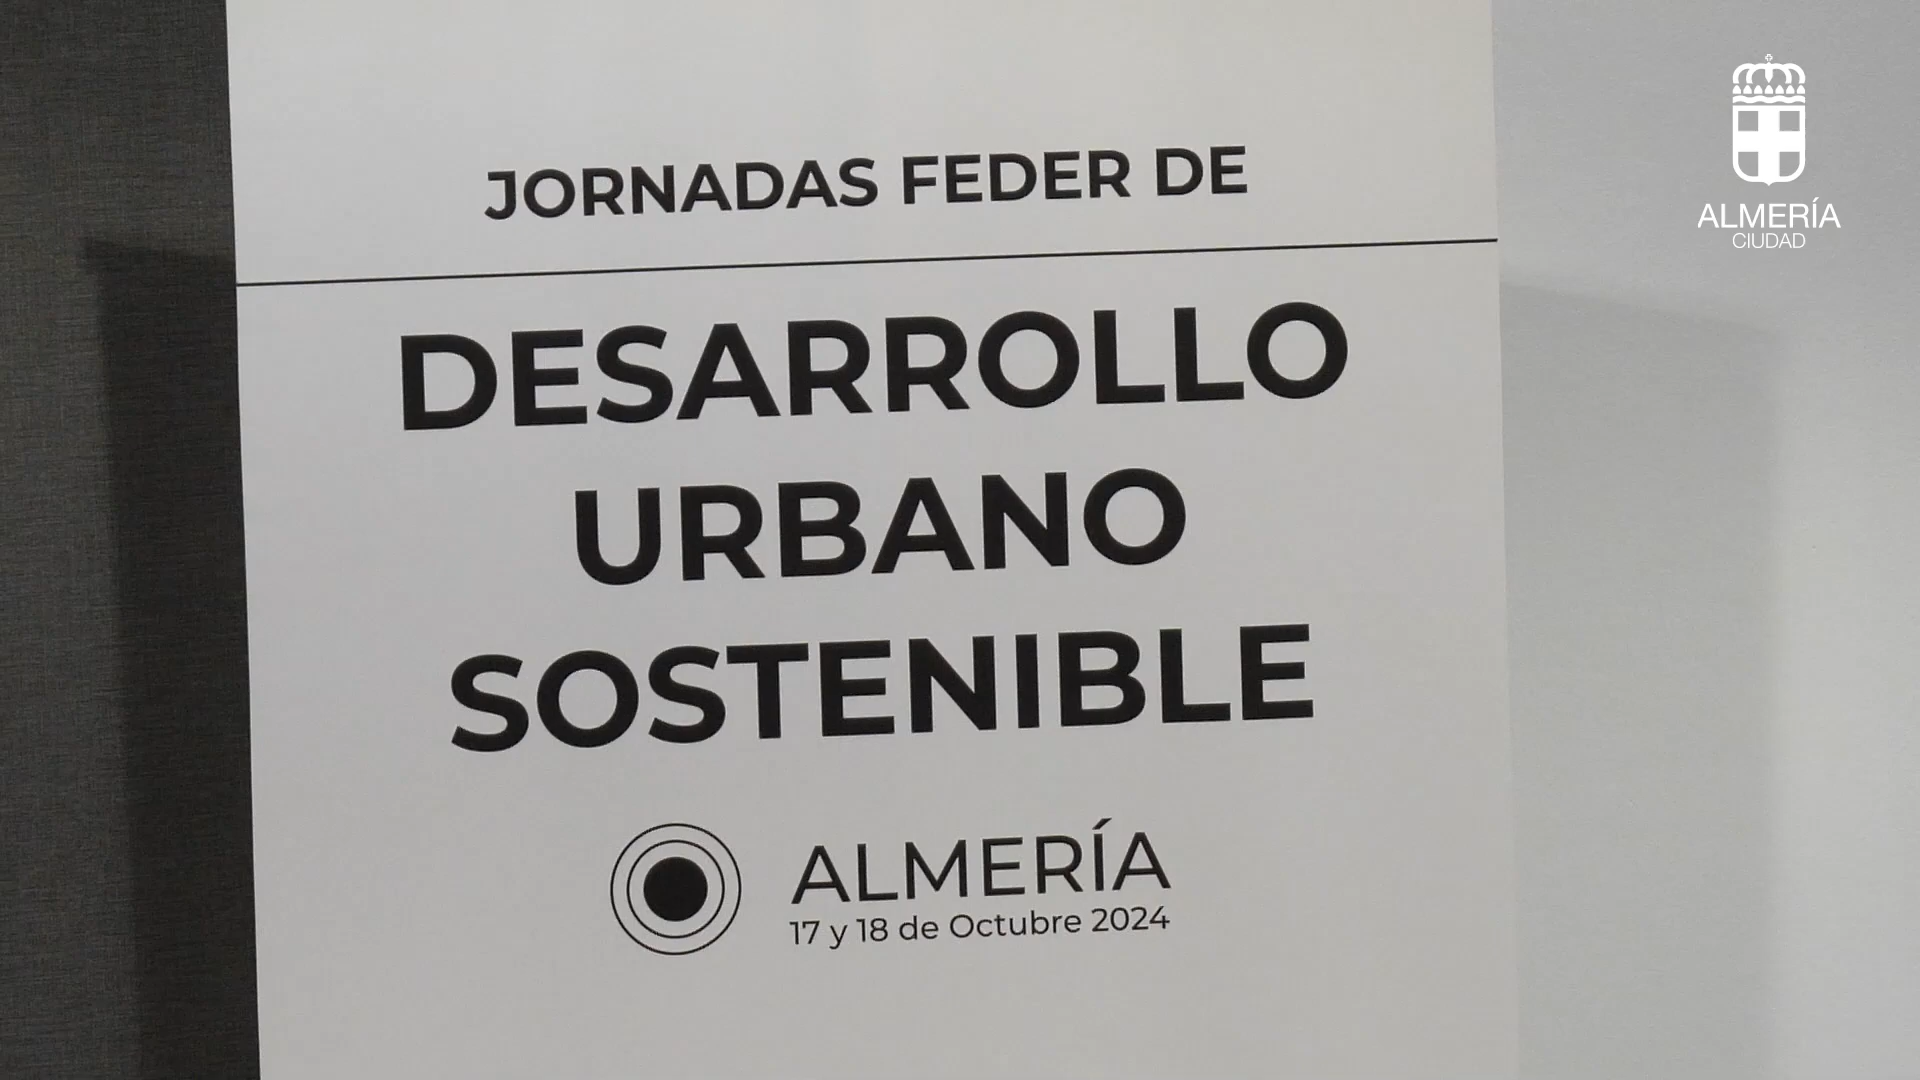 JORNADAS FEDER DE
DESARROLLO
URBANO
SOSTENIBLE
ALMERÍA
17 y 18 de Octubre 2024
ALMERÍA
CIUDAD